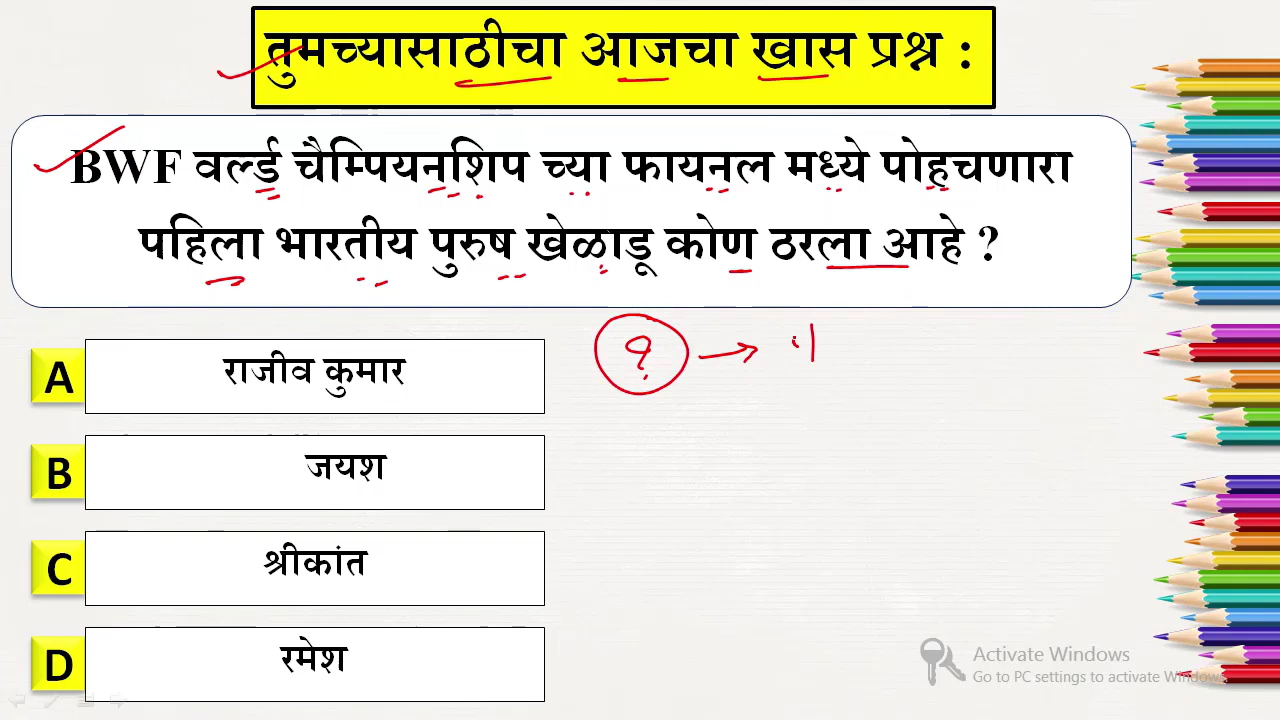 तुमच्यासाठीचा आजचा खास प्रश्न :
BWF वर्ल्ड चैम्पियनशिप च्या फायनल मध्ये पोहचणारा
पहिला भारतीय पुरुष खेळाडू कोण ठरला आहे ?
A राजीव कुमार
B जयश
C श्रीकांत
D रमेश
Activate Windows
Go to PC settings to activate Windows.